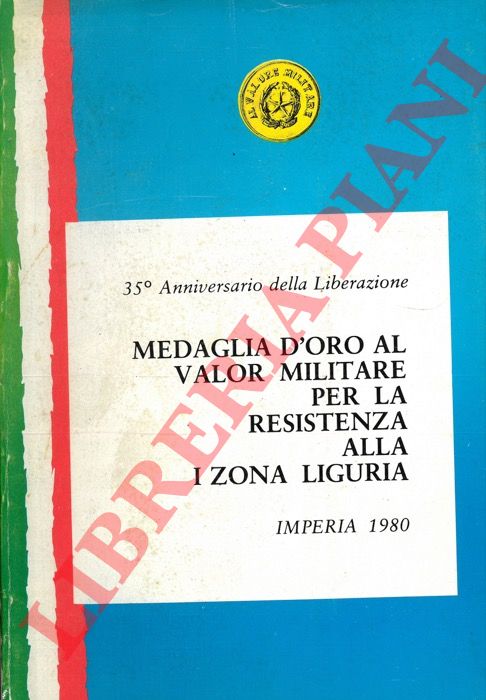 AL VALORE MILITARE
35º Anniversario della Liberazione
MEDAGLIA D'ORO AL
VALOR MILITARE
PER LA
RESISTENZA
ALLA
I ZONA LIGURIA
IMPERIA 1980
LIBRERIA PIANI